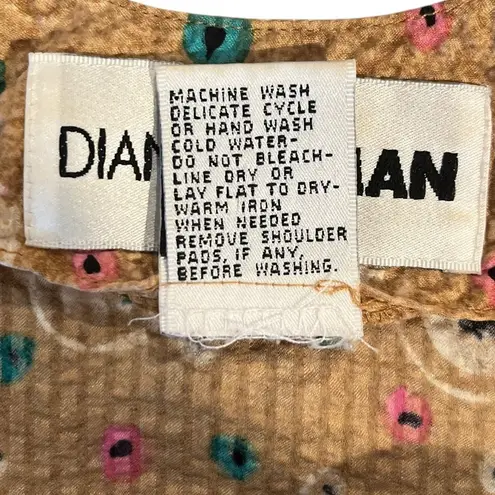 DIAN
MAN
MACHINE WASH
DELICATE CYCLE
OR HAND WASH
COLD WATER-
DO NOT BLEACH-
LINE DRY OR
LAY FLAT TO DRY-
WARM IRON
WHEN NEEDED
REMOVE SHOULDER
PADS, IF ANY,
BEFORE WASHING.